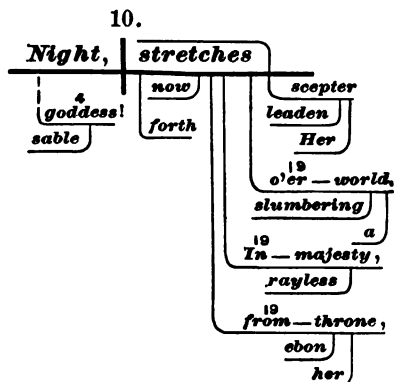 10.
Night, stretches
now scepter
4
goddess! leaden
sable forth Her
19
o'er — world,
slumbering
a
19
In — majesty,
rayless
19
from — throne,
ebon
her